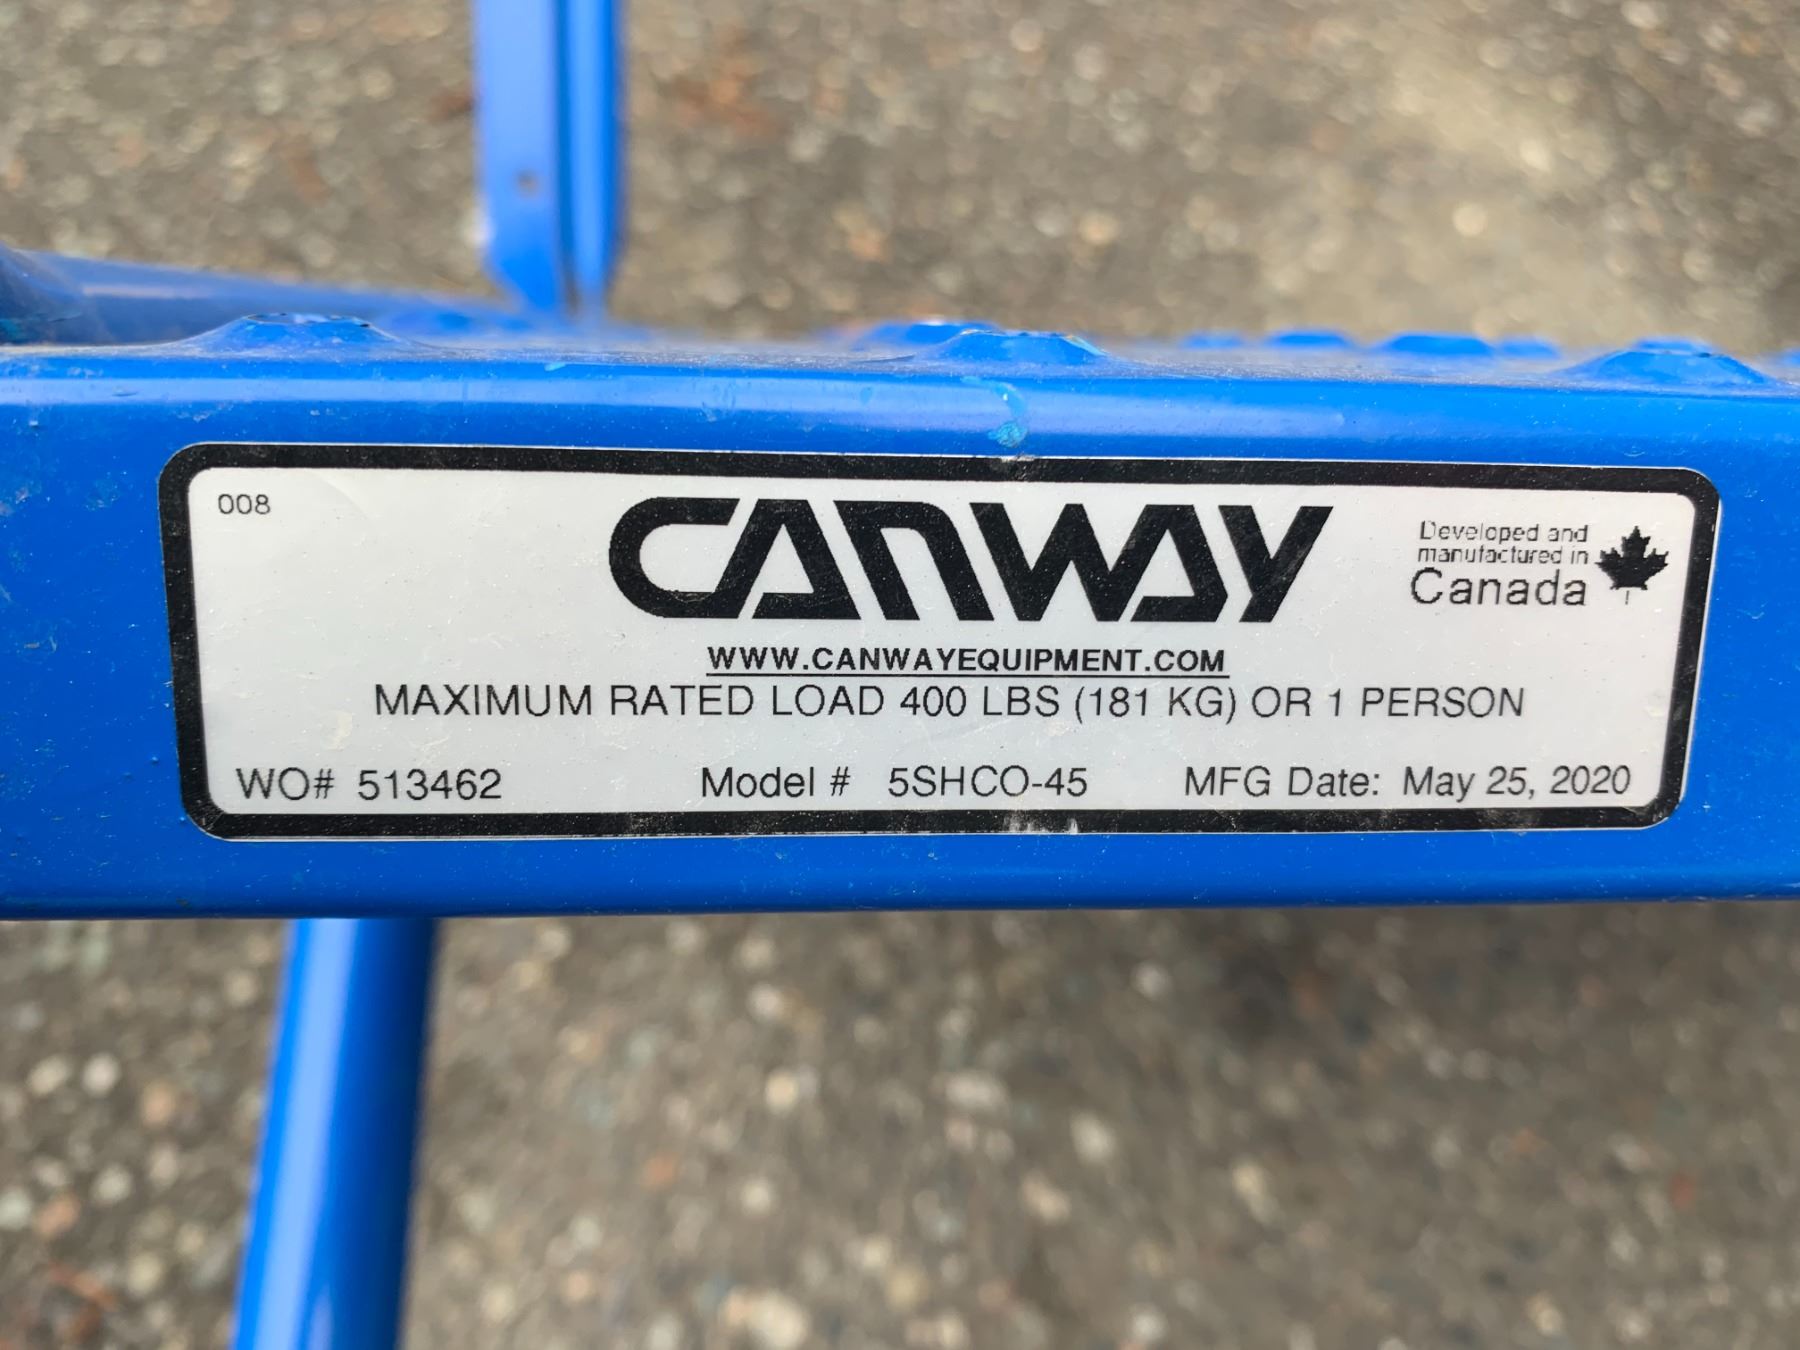 008
CANWAY
Developed and
manufactured in
Canada
WWW.CANWAYEQUIPMENT.COM
MAXIMUM RATED LOAD 400 LBS (181 KG) OR 1 PERSON
WO# 513462 Model # 5SHCO-45 MFG Date: May 25, 2020